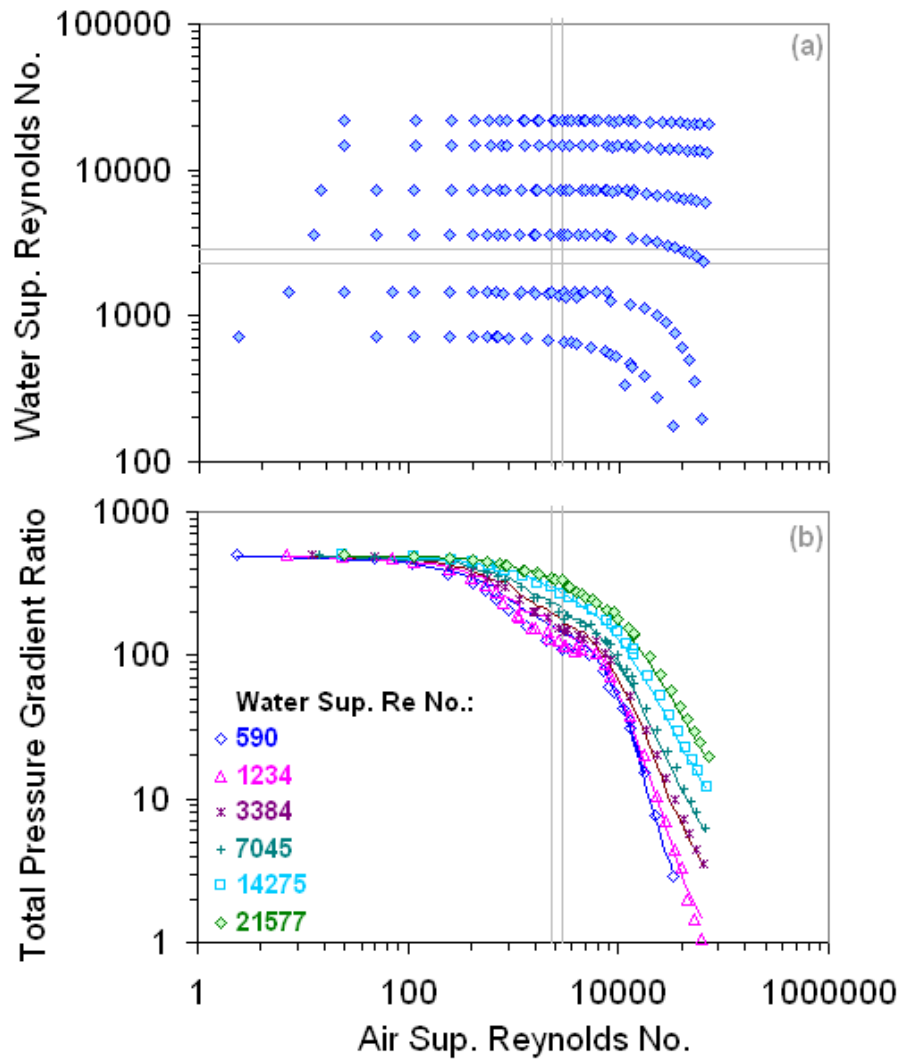 100000
(a)
10000
1000
100
Water Sup. Reynolds No.
1000
(b)
100
10
1
Total Pressure Gradient Ratio
Water Sup. Re No.:
590
1234
3384
7045
14275
21577
1 100 10000 1000000
Air Sup. Reynolds No.